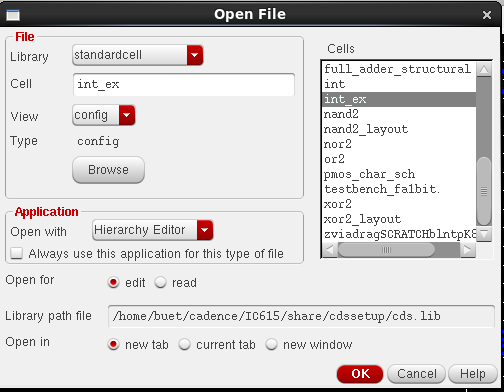 Open File
File
Library
standardcell
Cell
int_ex
View
config
Type
config
Browse
Cells
full_adder_structural
int
int_ex
nand2
nand2_layout
nor2
or2
pmos_char_sch
testbench_fa1bit.
xor2
xor2_layout
zviadragSCRATCHblntpK8
Application
Open with
Hierarchy Editor
Always use this application for this type of file
Open for
edit
read
Library path file
/home/buet/cadence/IC615/share/cdssetup/cds.lib
Open in
new tab
current tab
new window
OK
Cancel
Help